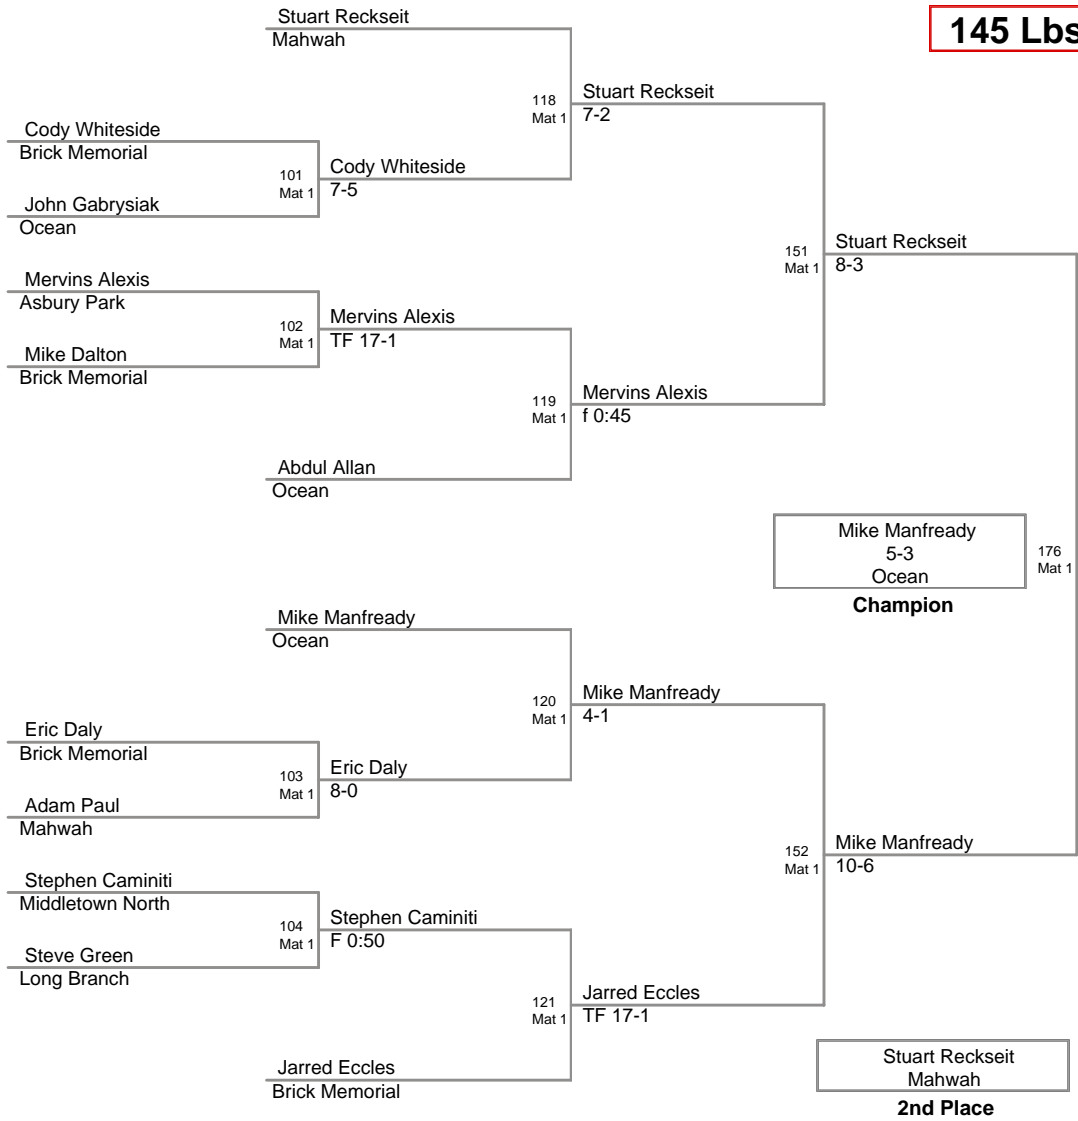 Stuart Reckseit
Mahwah
145 Lbs
118
Mat 1
Stuart Reckseit
7-2
Cody Whiteside
Brick Memorial
101
Mat 1
Cody Whiteside
7-5
John Gabrysiak
Ocean
151
Mat 1
Stuart Reckseit
8-3
Mervins Alexis
Asbury Park
102
Mat 1
Mervins Alexis
TF 17-1
Mike Dalton
Brick Memorial
119
Mat 1
Mervins Alexis
f 0:45
Abdul Allan
Ocean
Mike Manfready
5-3
Ocean
Champion
176
Mat 1
Mike Manfready
Ocean
120
Mat 1
Mike Manfready
4-1
Eric Daly
Brick Memorial
103
Mat 1
Eric Daly
8-0
Adam Paul
Mahwah
152
Mat 1
Mike Manfready
10-6
Stephen Caminiti
Middletown North
104
Mat 1
Stephen Caminiti
F 0:50
Steve Green
Long Branch
121
Mat 1
Jarred Eccles
TF 17-1
Jarred Eccles
Brick Memorial
Stuart Reckseit
Mahwah
2nd Place